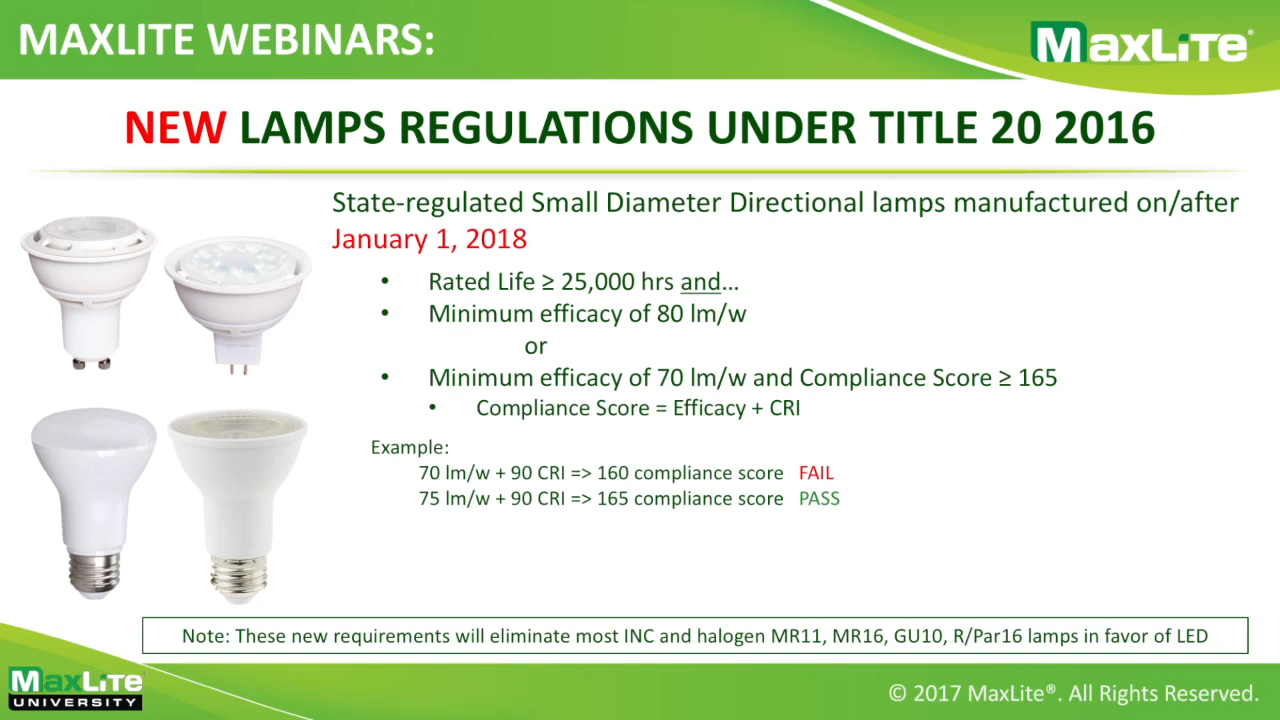 MAXLITE WEBINARS:
MAXLITE®
NEW LAMPS REGULATIONS UNDER TITLE 20 2016
State-regulated Small Diameter Directional lamps manufactured on/after
January 1, 2018
• Rated Life ≥ 25,000 hrs and...
• Minimum efficacy of 80 lm/w
or
• Minimum efficacy of 70 lm/w and Compliance Score ≥ 165
• Compliance Score = Efficacy + CRI
Example:
70 lm/w + 90 CRI => 160 compliance score FAIL
75 lm/w + 90 CRI => 165 compliance score PASS
Note: These new requirements will eliminate most INC and halogen MR11, MR16, GU10, R/Par16 lamps in favor of LED
MAXLITE
UNIVERSITY
© 2017 MaxLite®. All Rights Reserved.